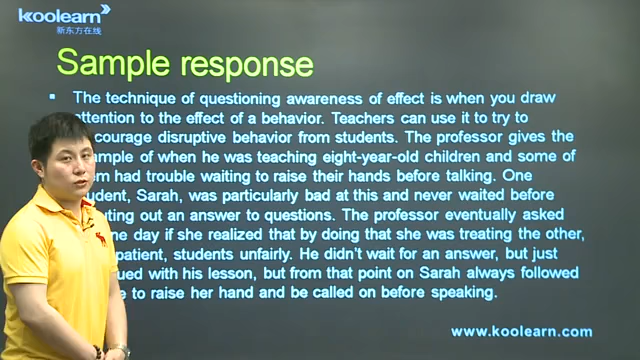 koolearn
新东方在线
Sample response
The technique of questioning awareness of effect is when you draw
attention to the effect of a behavior. Teachers can use it to try to
courage disruptive behavior from students. The professor gives the
ample of when he was teaching eight-year-old children and some of
m had trouble waiting to raise their hands before talking. One
udent, Sarah, was particularly bad at this and never waited before
uting out an answer to questions. The professor eventually asked
ne day if she realized that by doing that she was treating the other,
patient, students unfairly. He didn't wait for an answer, but just
ued with his lesson, but from that point on Sarah always followed
e to raise her hand and be called on before speaking.
www.koolearn.com